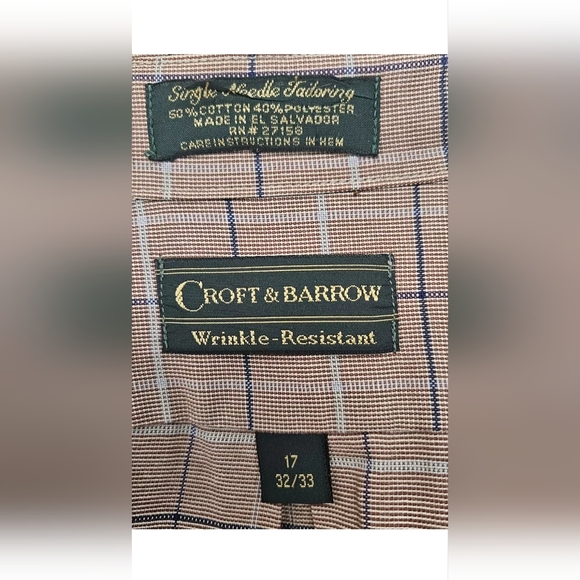 Single Needle Tailoring
60% COTTON 40% POLYESTER
MADE IN EL SALVADOR
RN# 27158
CARE INSTRUCTIONS IN HEM
CROFT & BARROW
Wrinkle-Resistant
17
32/33